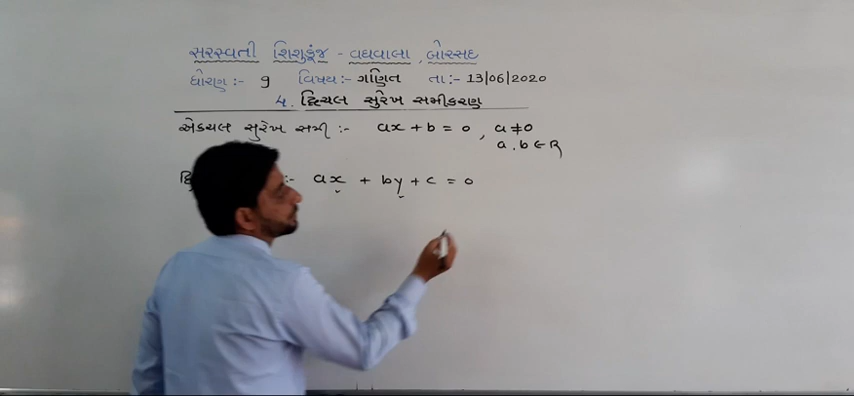 સરસ્વતી શિશુકુંજ - વઘવાલા, બોરસદ
ધોરણ :- 9 વિષય:- ગણિત તા:- 13/06/2020
4. દ્વિચલ સુરેખ સમીકરણ
એકચલ સુરેખ સમી :- ax + b = 0, a ≠ 0
a, b ∈ R
:- ax + by + c = 0